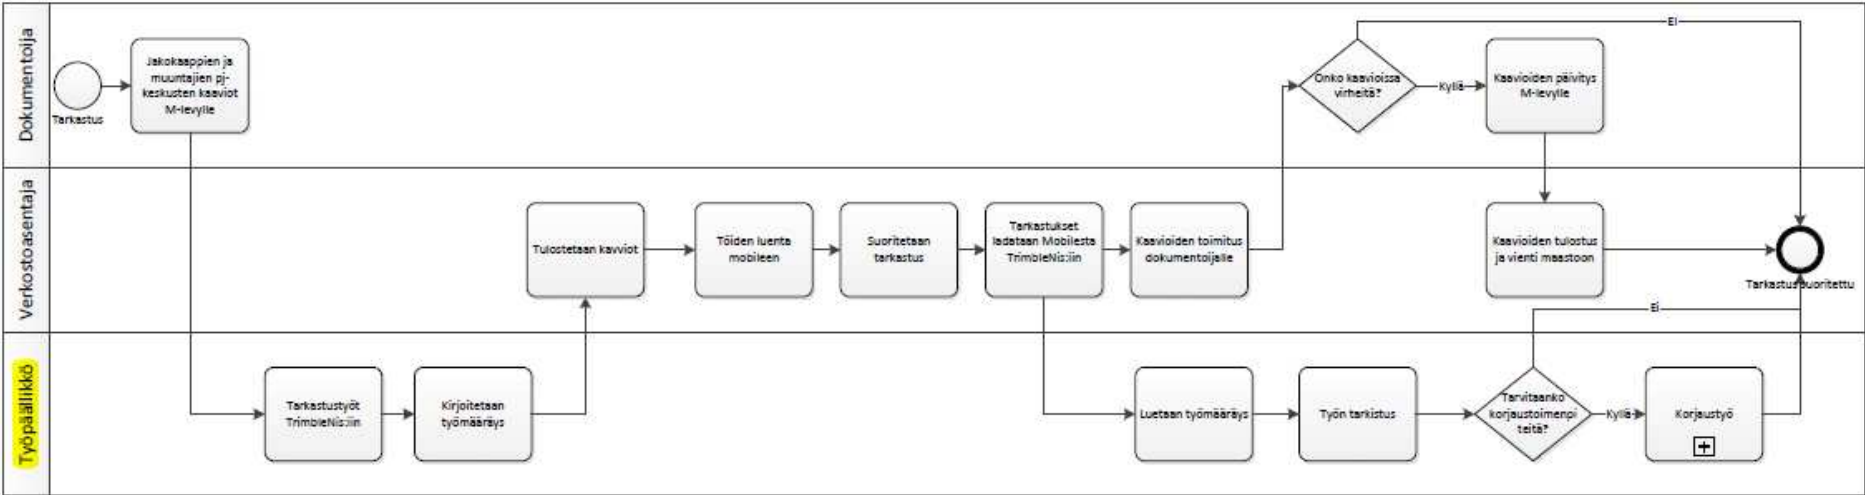 Dokumentoija
Tarkastus
Jakokaappien ja
muuntajien pj-
keskusten kaaviot
M-levylle
Onko kaavioissa
virheitä?
Ei
Kyllä
Kaavioiden päivitys
M-levylle
Verkostoasentaja
Tulostetaan kavviot
Töiden luenta
mobileen
Suoritetaan
tarkastus
Tarkastukset
ladataan Mobilesta
TrimbleNis:iin
Kaavioiden toimitus
dokumentoijalle
Kaavioiden tulostus
ja vienti maastoon
Tarkastus suoritettu
Ei
Työpäällikkö
Tarkastustyöt
TrimbleNis:iin
Kirjoitetaan
työmääräys
Luetaan työmääräys
Työn tarkistus
Tarvitaanko
korjaustoimenpi
teitä?
Kyllä
Korjaustyö